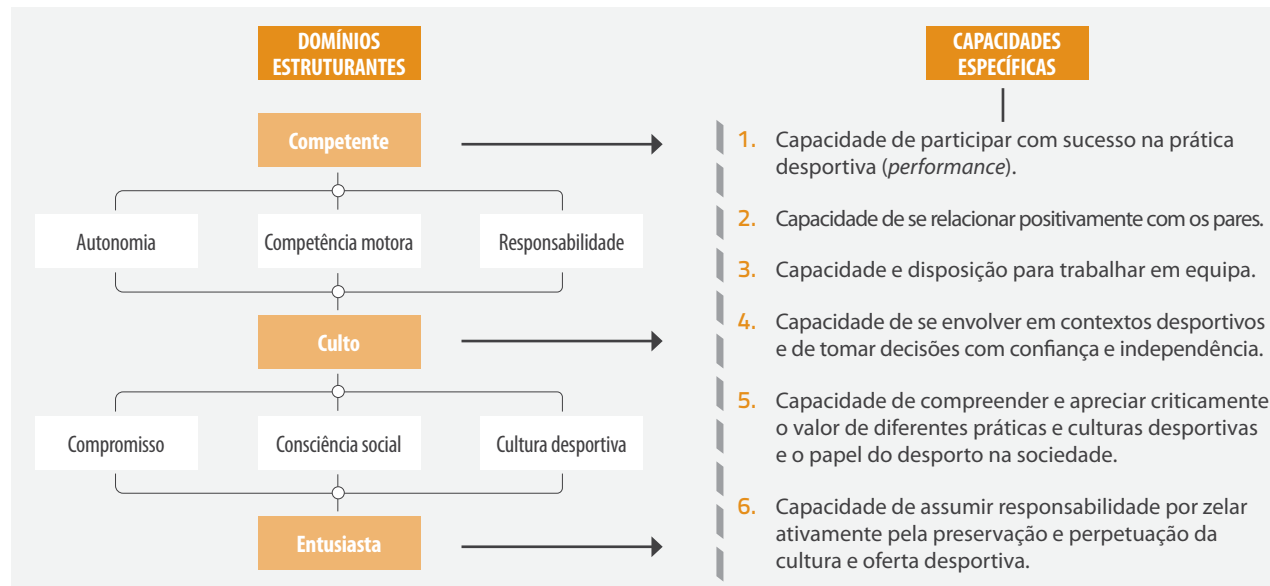 DOMÍNIOS
ESTRUTURANTES
Competente
Autonomia
Competência motora
Responsabilidade
Culto
Compromisso
Consciência social
Cultura desportiva
Entusiasta
CAPACIDADES
ESPECÍFICAS
1. Capacidade de participar com sucesso na prática
desportiva (performance).
2. Capacidade de se relacionar positivamente com os pares.
3. Capacidade e disposição para trabalhar em equipa.
4. Capacidade de se envolver em contextos desportivos
e de tomar decisões com confiança e independência.
5. Capacidade de compreender e apreciar criticamente
o valor de diferentes práticas e culturas desportivas
e o papel do desporto na sociedade.
6. Capacidade de assumir responsabilidade por zelar
ativamente pela preservação e perpetuação da
cultura e oferta desportiva.